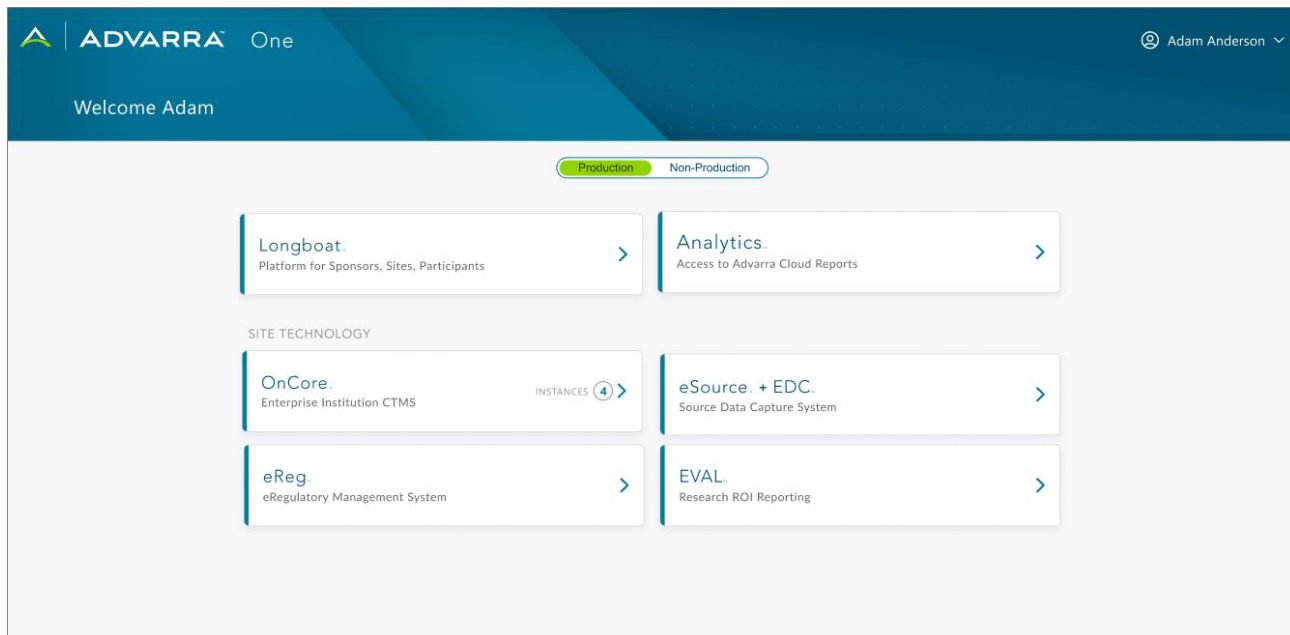 ADVARRA™ One
Adam Anderson
Welcome Adam
Production Non-Production
Longboat
Platform for Sponsors, Sites, Participants
Analytics
Access to Advarra Cloud Reports
SITE TECHNOLOGY
OnCore
Enterprise Institution CTMS
INSTANCES 4
eSource + EDC
Source Data Capture System
eReg
eRegulatory Management System
EVAL
Research ROI Reporting